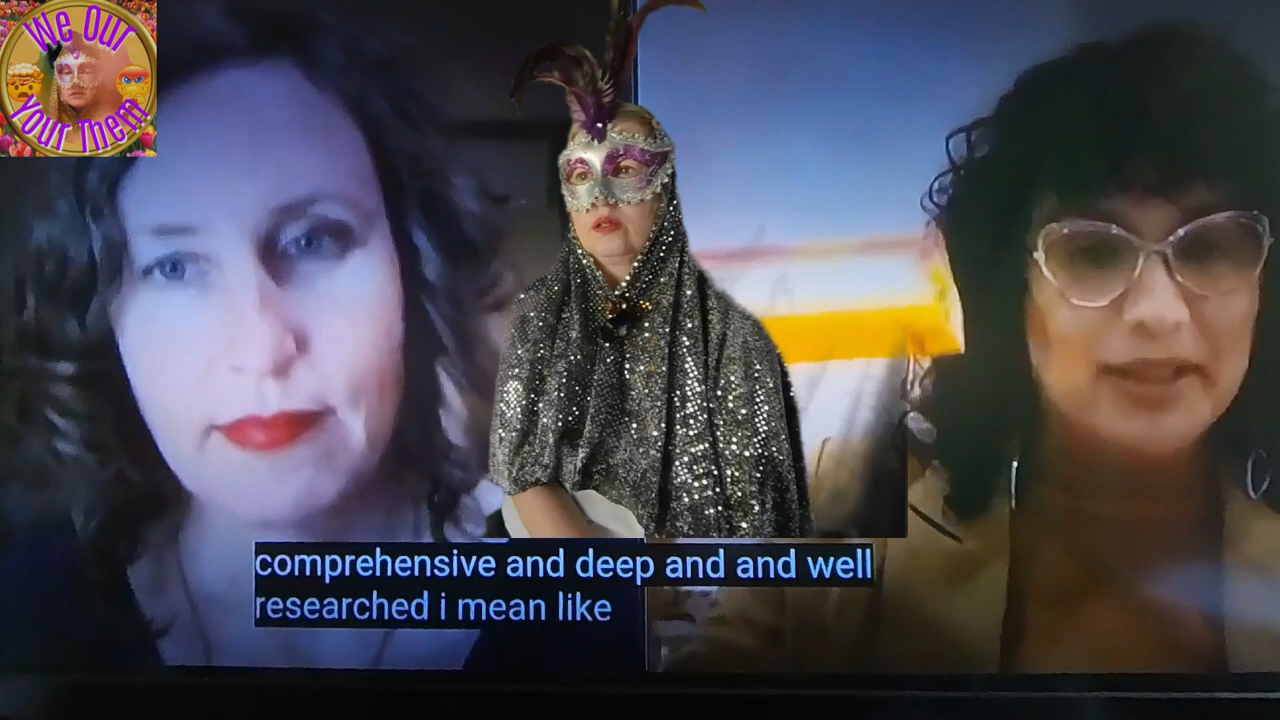 We Our
Your Them
comprehensive and deep and and well
researched i mean like